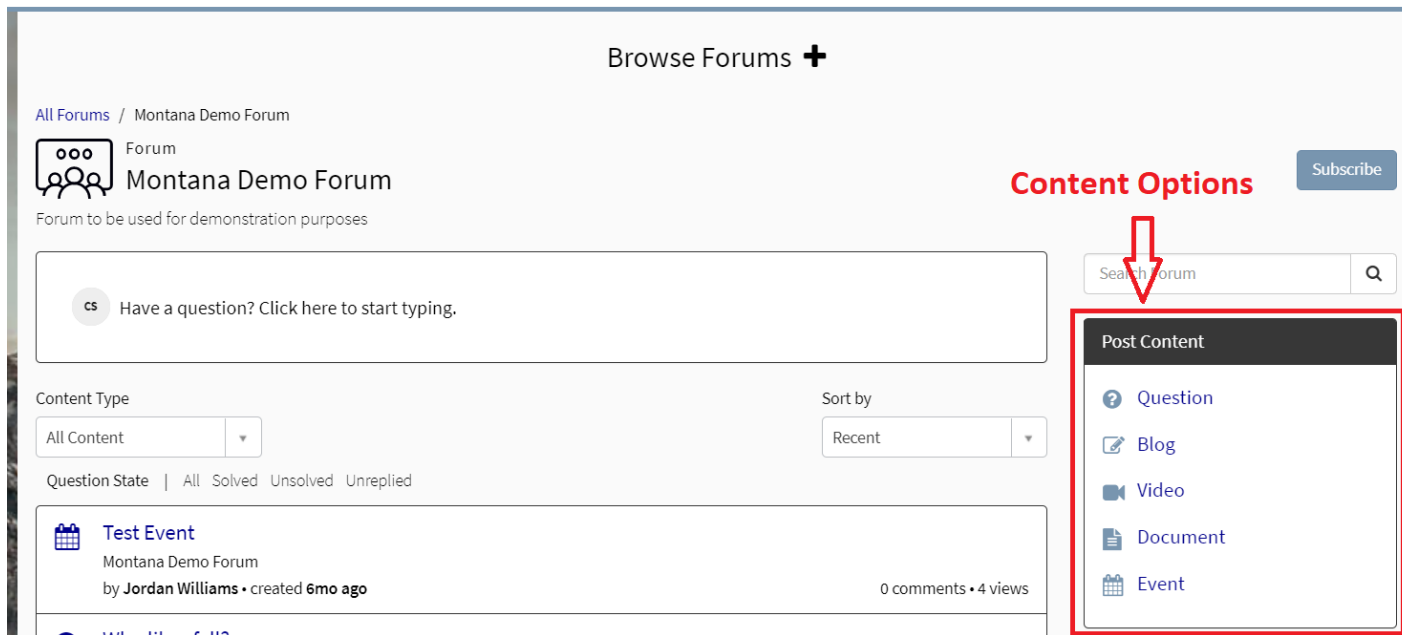 Browse Forums
All Forums / Montana Demo Forum
Forum
Montana Demo Forum
Subscribe
Content Options
Forum to be used for demonstration purposes
Search Forum
CS Have a question? Click here to start typing.
Post Content
Question
Blog
Video
Document
Event
Content Type
Sort by
All Content
Recent
Question State | All Solved Unsolved Unreplied
Test Event
Montana Demo Forum
by Jordan Williams • created 6mo ago
0 comments • 4 views